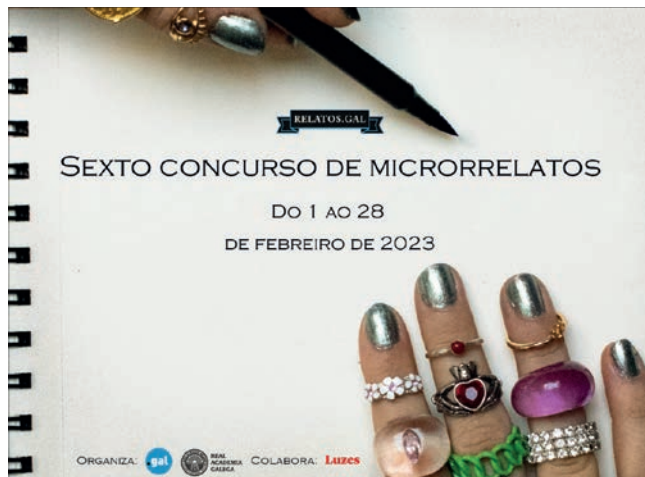 RELATOS.GAL
SEXTO CONCURSO DE MICRORRELATOS
DO 1 AO 28
DE FEBREIRO DE 2023
ORGANIZA: .gal REAL ACADEMIA GALEGA COLABORA: Luzes